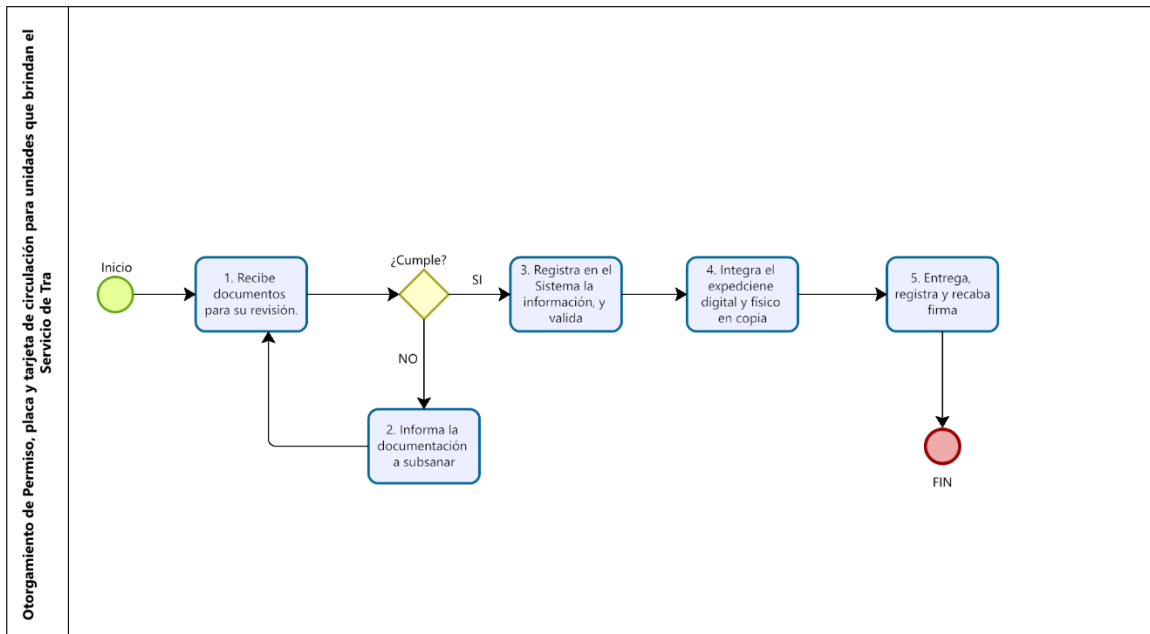 Otorgamiento de Permiso, placa y tarjeta de circulación para unidades que brindan el
Servicio de Tra
Inicio
1. Recibe
documentos
para su revisión.
¿Cumple?
SI
NO
2. Informa la
documentación
a subsanar
3. Registra en el
Sistema la
información, y
valida
4. Integra el
expedciene
digital y físico
en copia
5. Entrega,
registra y recaba
firma
FIN